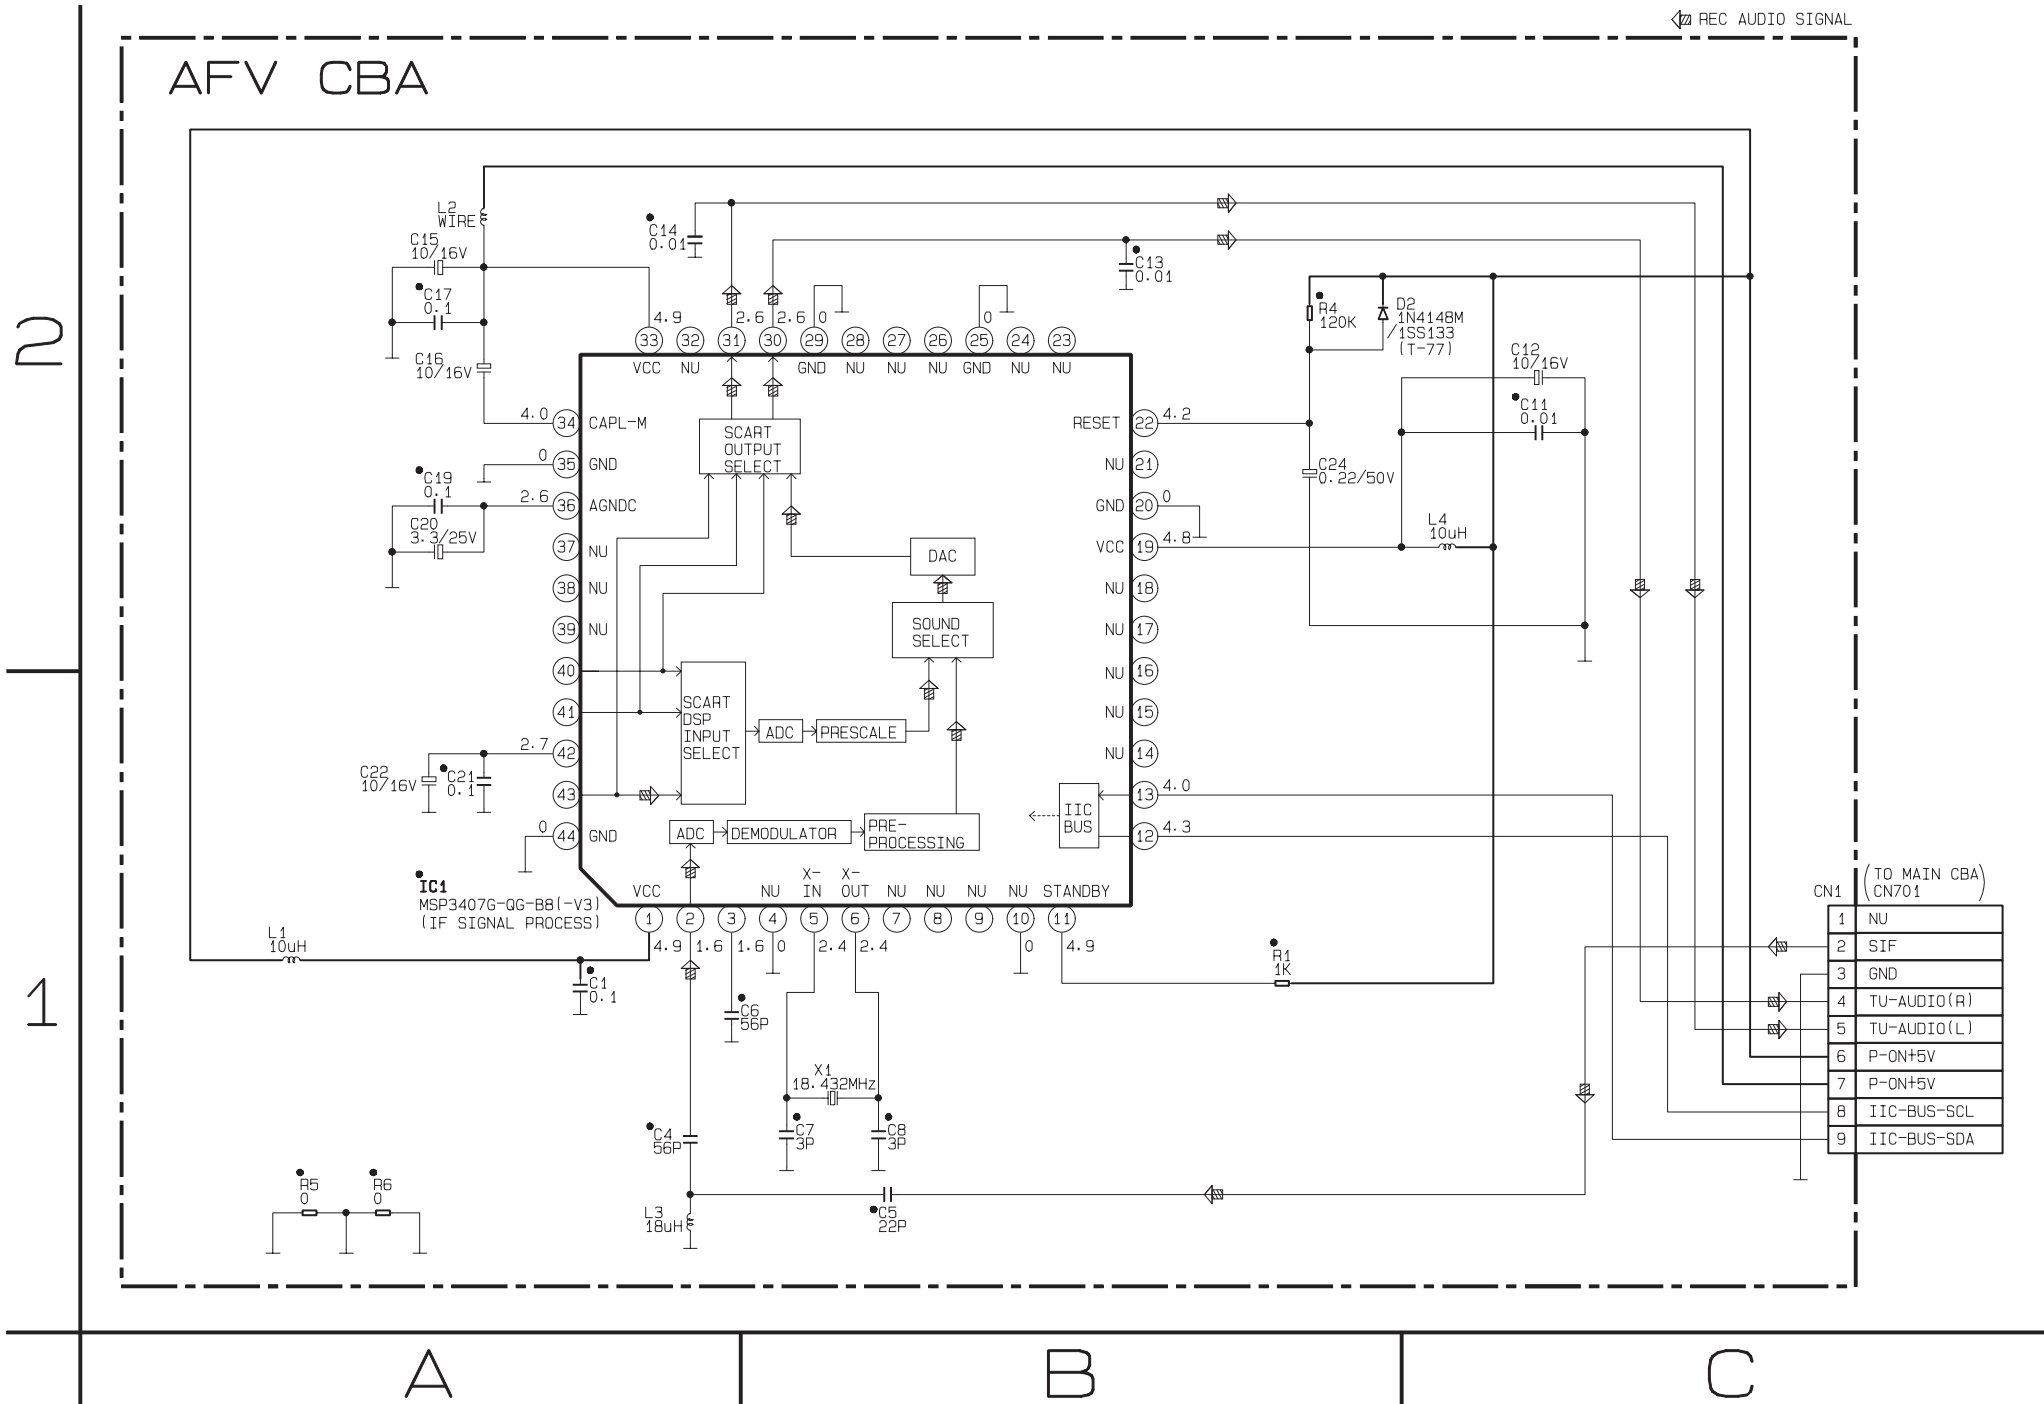 REC AUDIO SIGNAL
AFV CBA
2
1
A
B
C
L2
WIRE
C15
10/16V
C17
0.1
C16
10/16V
C14
0.01
C13
0.01
4.9
2.6
2.6
0
0
33
32
31
30
29
28
27
26
25
24
23
VCC
NU
GND
NU
NU
NU
GND
NU
NU
R4
120K
D2
1N4148M
/1SS133
(T-77)
C12
10/16V
C11
0.01
C24
0.22/50V
L4
10uH
4.0
34
CAPL-M
0
35
GND
C19
0.1
C20
3.3/25V
2.6
36
AGNDC
37
NU
38
NU
39
NU
40
41
2.7
42
43
0
44
GND
C22
10/16V
C21
0.1
SCART
OUTPUT
SELECT
DAC
SOUND
SELECT
SCART
DSP
INPUT
SELECT
ADC
PRESCALE
ADC
DEMODULATOR
PRE-
PROCESSING
IIC
BUS
RESET
22
4.2
NU
21
GND
20
0
VCC
19
4.8
NU
18
NU
17
NU
16
NU
15
NU
14
13
4.0
12
4.3
IC1
MSP3407G-QG-B8(-V3)
(IF SIGNAL PROCESS)
VCC
NU
X-
IN
X-
OUT
NU
NU
NU
NU
STANDBY
1
2
3
4
5
6
7
8
9
10
11
4.9
1.6
1.6
0
2.4
2.4
0
4.9
L1
10uH
C1
0.1
C6
56P
R1
1K
X1
18.432MHz
C7
3P
C8
3P
C4
56P
L3
18uH
C5
22P
R5
0
R6
0
CN1
(TO MAIN CBA)
CN701
1 NU
2 SIF
3 GND
4 TU-AUDIO(R)
5 TU-AUDIO(L)
6 P-ON+5V
7 P-ON+5V
8 IIC-BUS-SCL
9 IIC-BUS-SDA